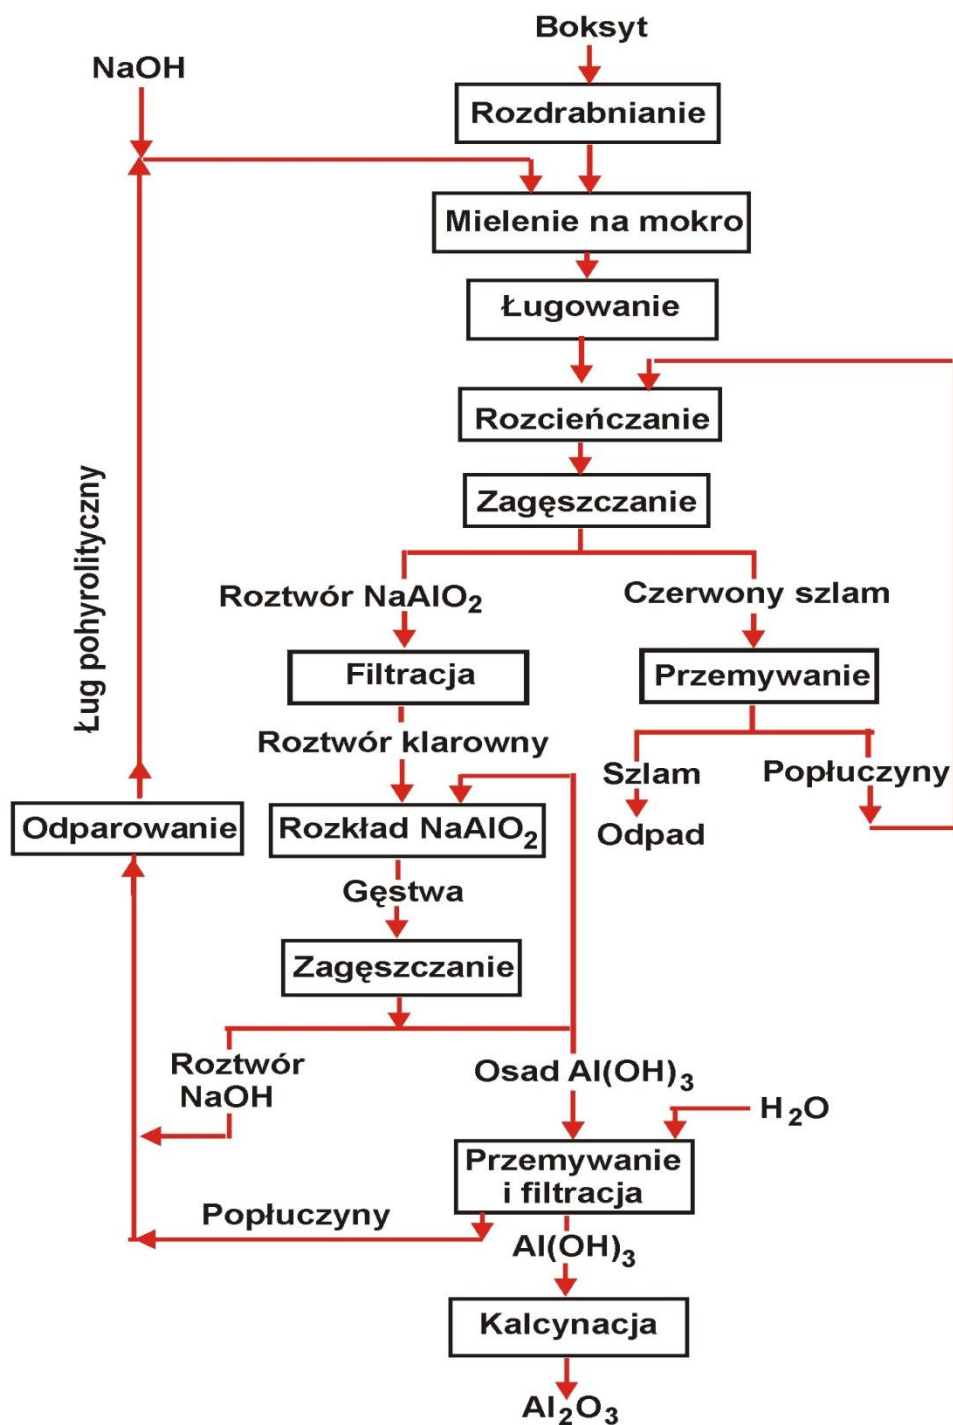 Boksyt
NaOH
Rozdrabnianie
Mielenie na mokro
Ługowanie
Rozcieńczanie
Zagęszczanie
Ług pohyrolityczny
Roztwór NaAlO₂
Czerwony szlam
Filtracja
Przemywanie
Roztwór klarowny
Szlam
Popłuczyny
Odparowanie
Rozkład NaAlO₂
Odpad
Gęstwa
Zagęszczanie
Roztwór
NaOH
Osad Al(OH)₃
H₂O
Przemywanie
i filtracja
Popłuczyny
Al(OH)₃
Kalcynacja
Al₂O₃